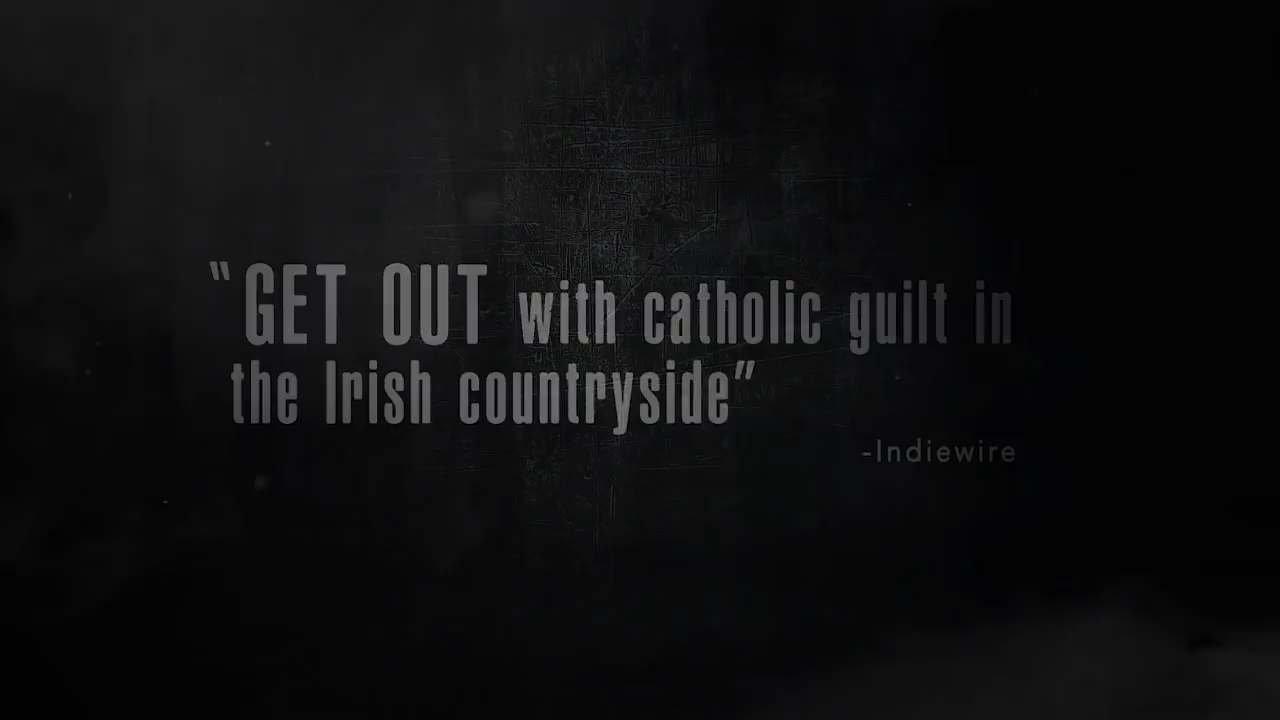 "GET OUT with catholic guilt in
the Irish countryside"
-Indiewire